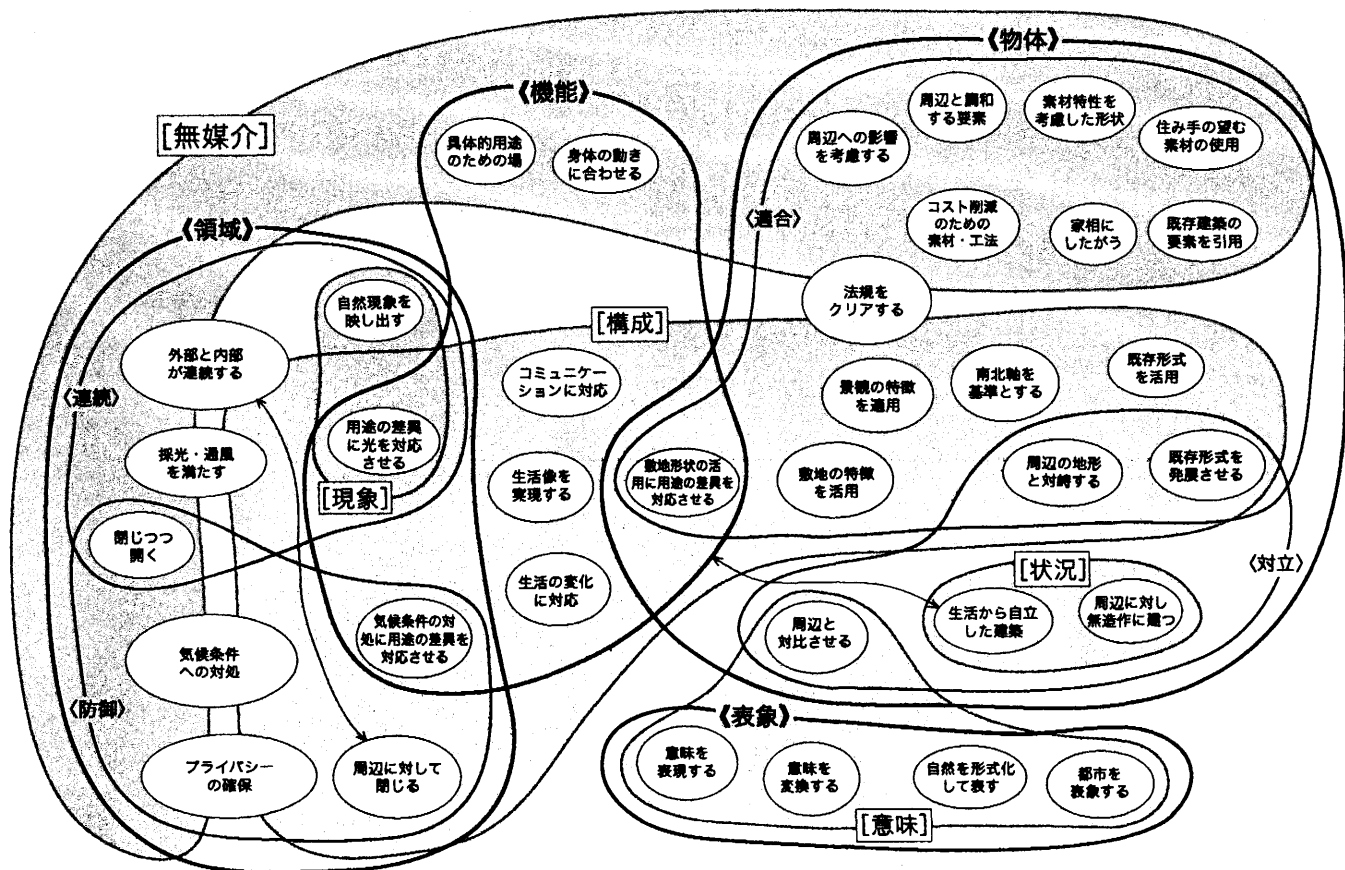 《物体》
《機能》
[無媒介]
具体的用途
のための場
身体の動き
に合わせる
周辺への影響
を考慮する
周辺と調和
する要素
素材特性を
考慮した形状
住み手の望む
素材の使用
〈適合〉
コスト削減
のための
素材・工法
家相に
したがう
既存建築の
要素を引用
《領域》
自然現象を
映し出す
法規を
クリアする
[構成]
外部と内部
が連続する
〈連続〉
コミュニケー
ションに対応
景観の特徴
を適用
南北軸を
基準とする
既存形式
を活用
採光・通風
を満たす
用途の差異
に光を対応
させる
[現象]
生活像を
実現する
敷地形状の活
用に用途の差異を
対応させる
敷地の特徴
を活用
周辺の地形
と対峙する
既存形式を
発展させる
閉じつつ
開く
生活の変化
に対応
[状況]
〈対立〉
気候条件の対
処に用途の差異を
対応させる
周辺と
対比させる
生活から自立
した建築
周辺に対し
無造作に建つ
気候条件
への対処
〈防御〉
《表象》
プライバシー
の確保
周辺に対して
閉じる
意味を
表現する
意味を
変換する
自然を形式化
して表す
都市を
表象する
[意味]